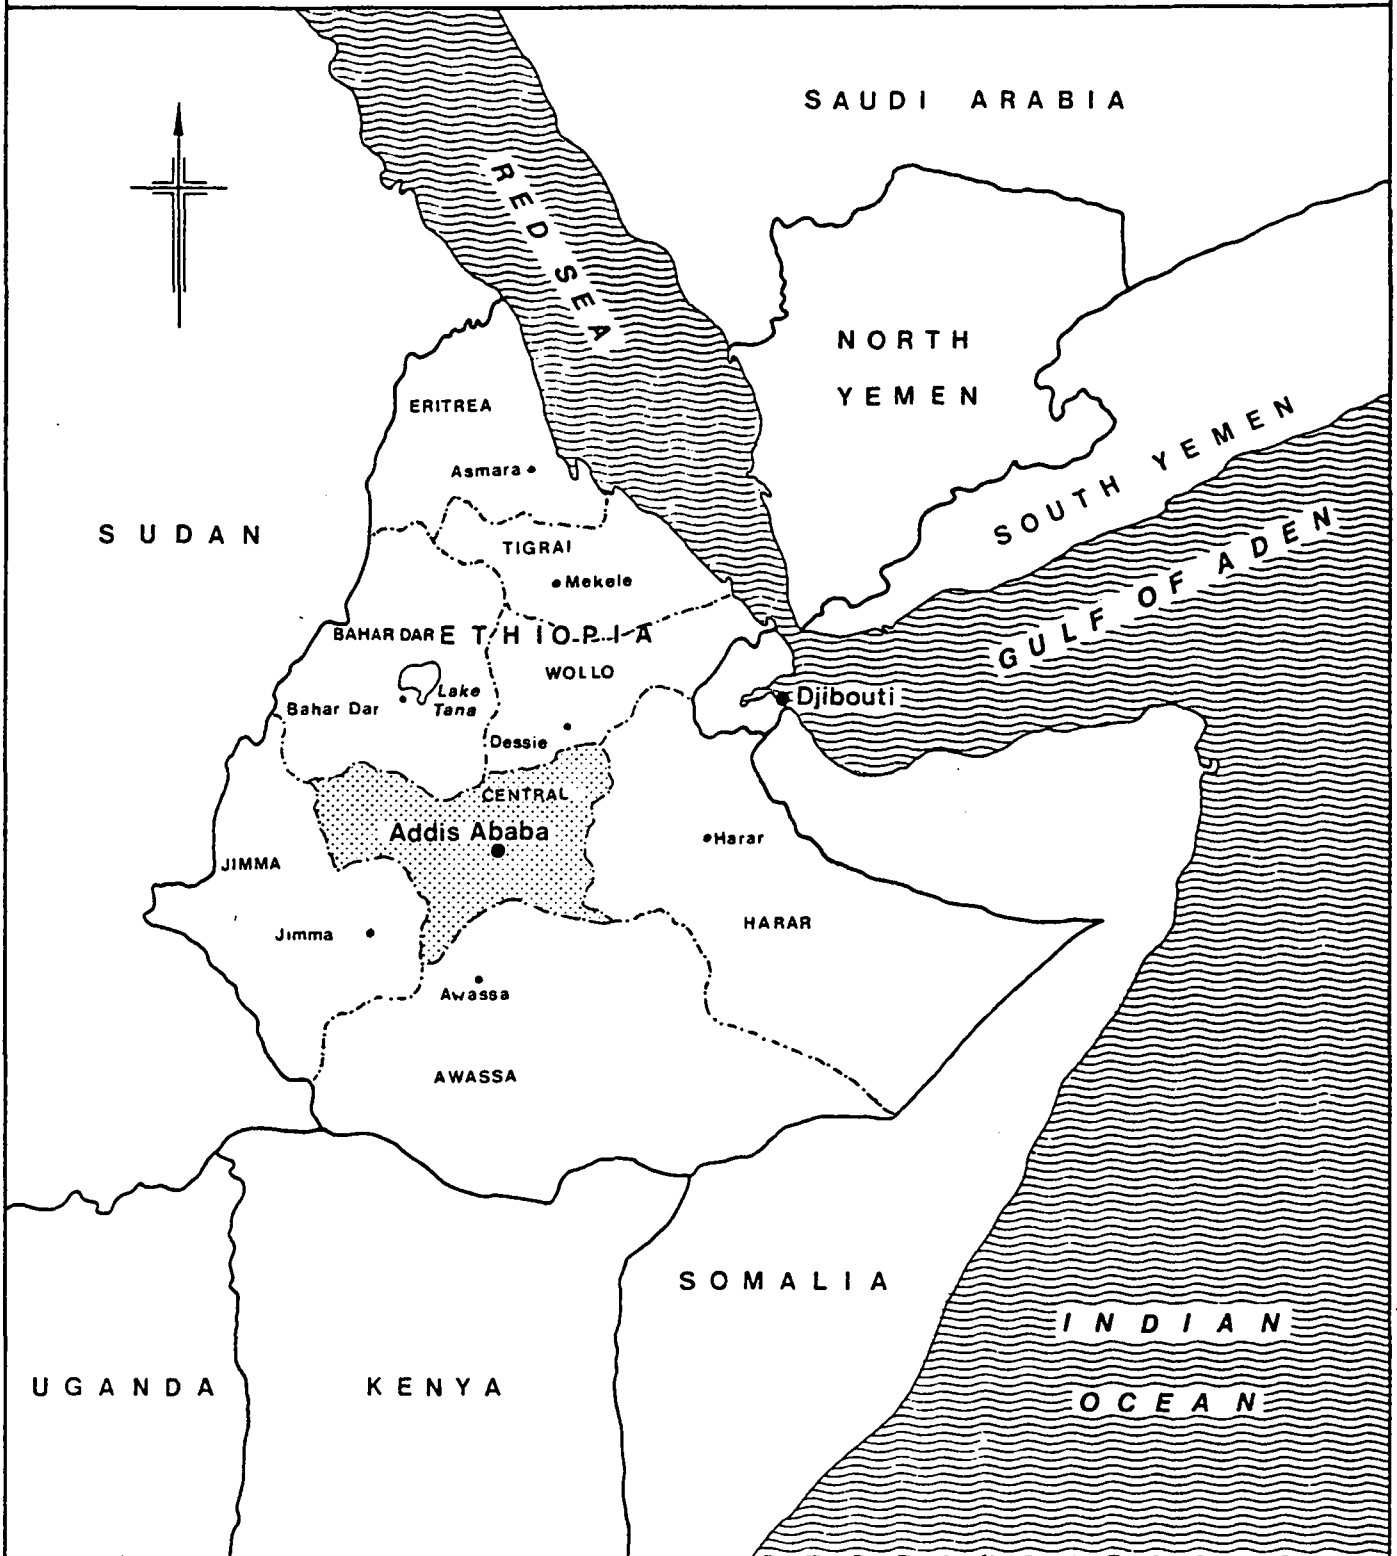 SAUDI ARABIA
RED SEA
NORTH
YEMEN
ERITREA
SOUTH YEMEN
Asmara
SUDAN
GULF OF ADEN
TIGRAI
Mekele
BAHAR DAR
ETHIOPIA
WOLLO
Lake
Tana
Bahar Dar
Djibouti
Dessie
CENTRAL
Addis Ababa
Harar
JIMMA
HARAR
Jimma
Awassa
AWASSA
SOMALIA
INDIAN
OCEAN
UGANDA
KENYA